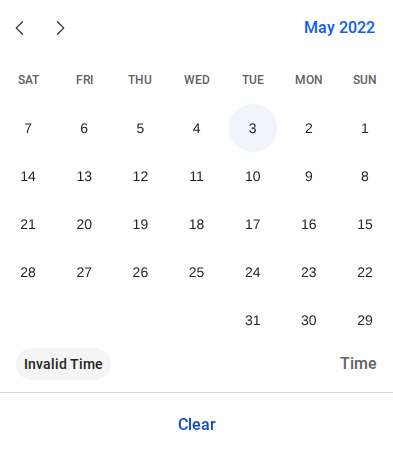 May 2022
SAT FRI THU WED TUE MON SUN
7 6 5 4 3 2 1
14 13 12 11 10 9 8
21 20 19 18 17 16 15
28 27 26 25 24 23 22
31 30 29
Invalid Time Time
Clear